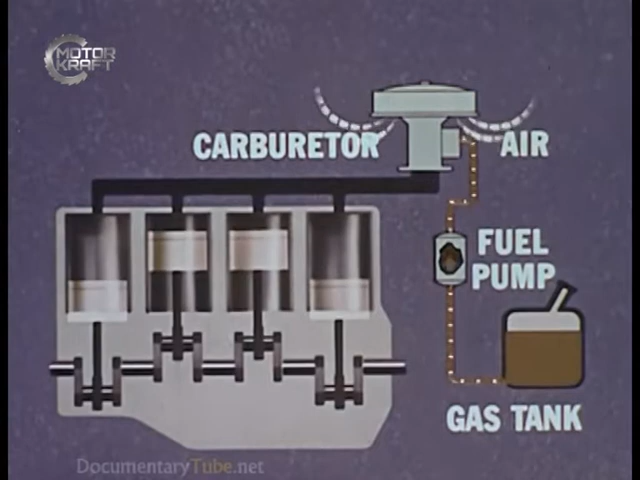 MOTOR
KRAFT
CARBURETOR
AIR
FUEL
PUMP
GAS TANK
DocumentaryTube.net